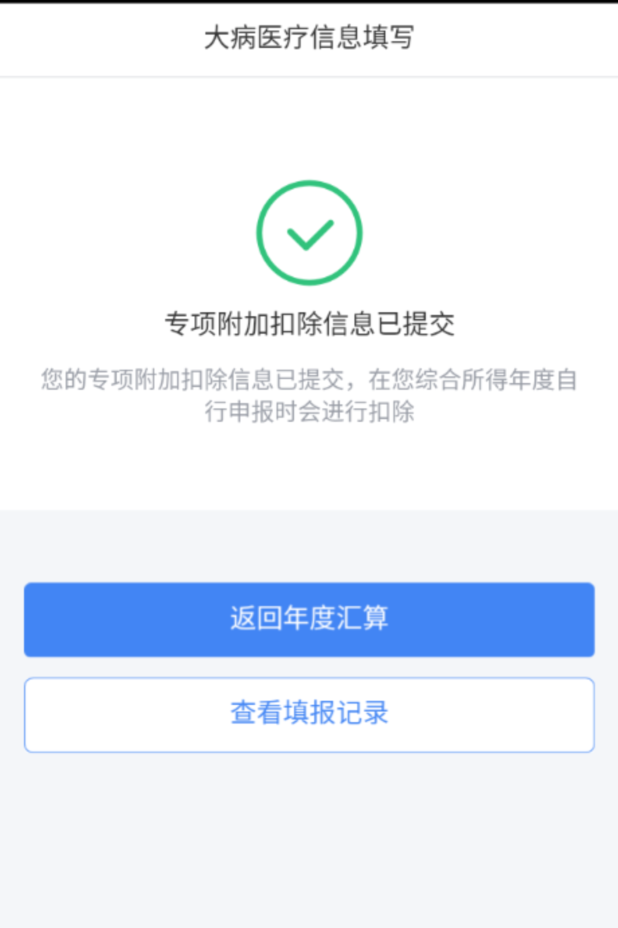 大病医疗信息填写
专项附加扣除信息已提交
您的专项附加扣除信息已提交，在您综合所得年度自
行申报时会进行扣除
返回年度汇算
查看填报记录